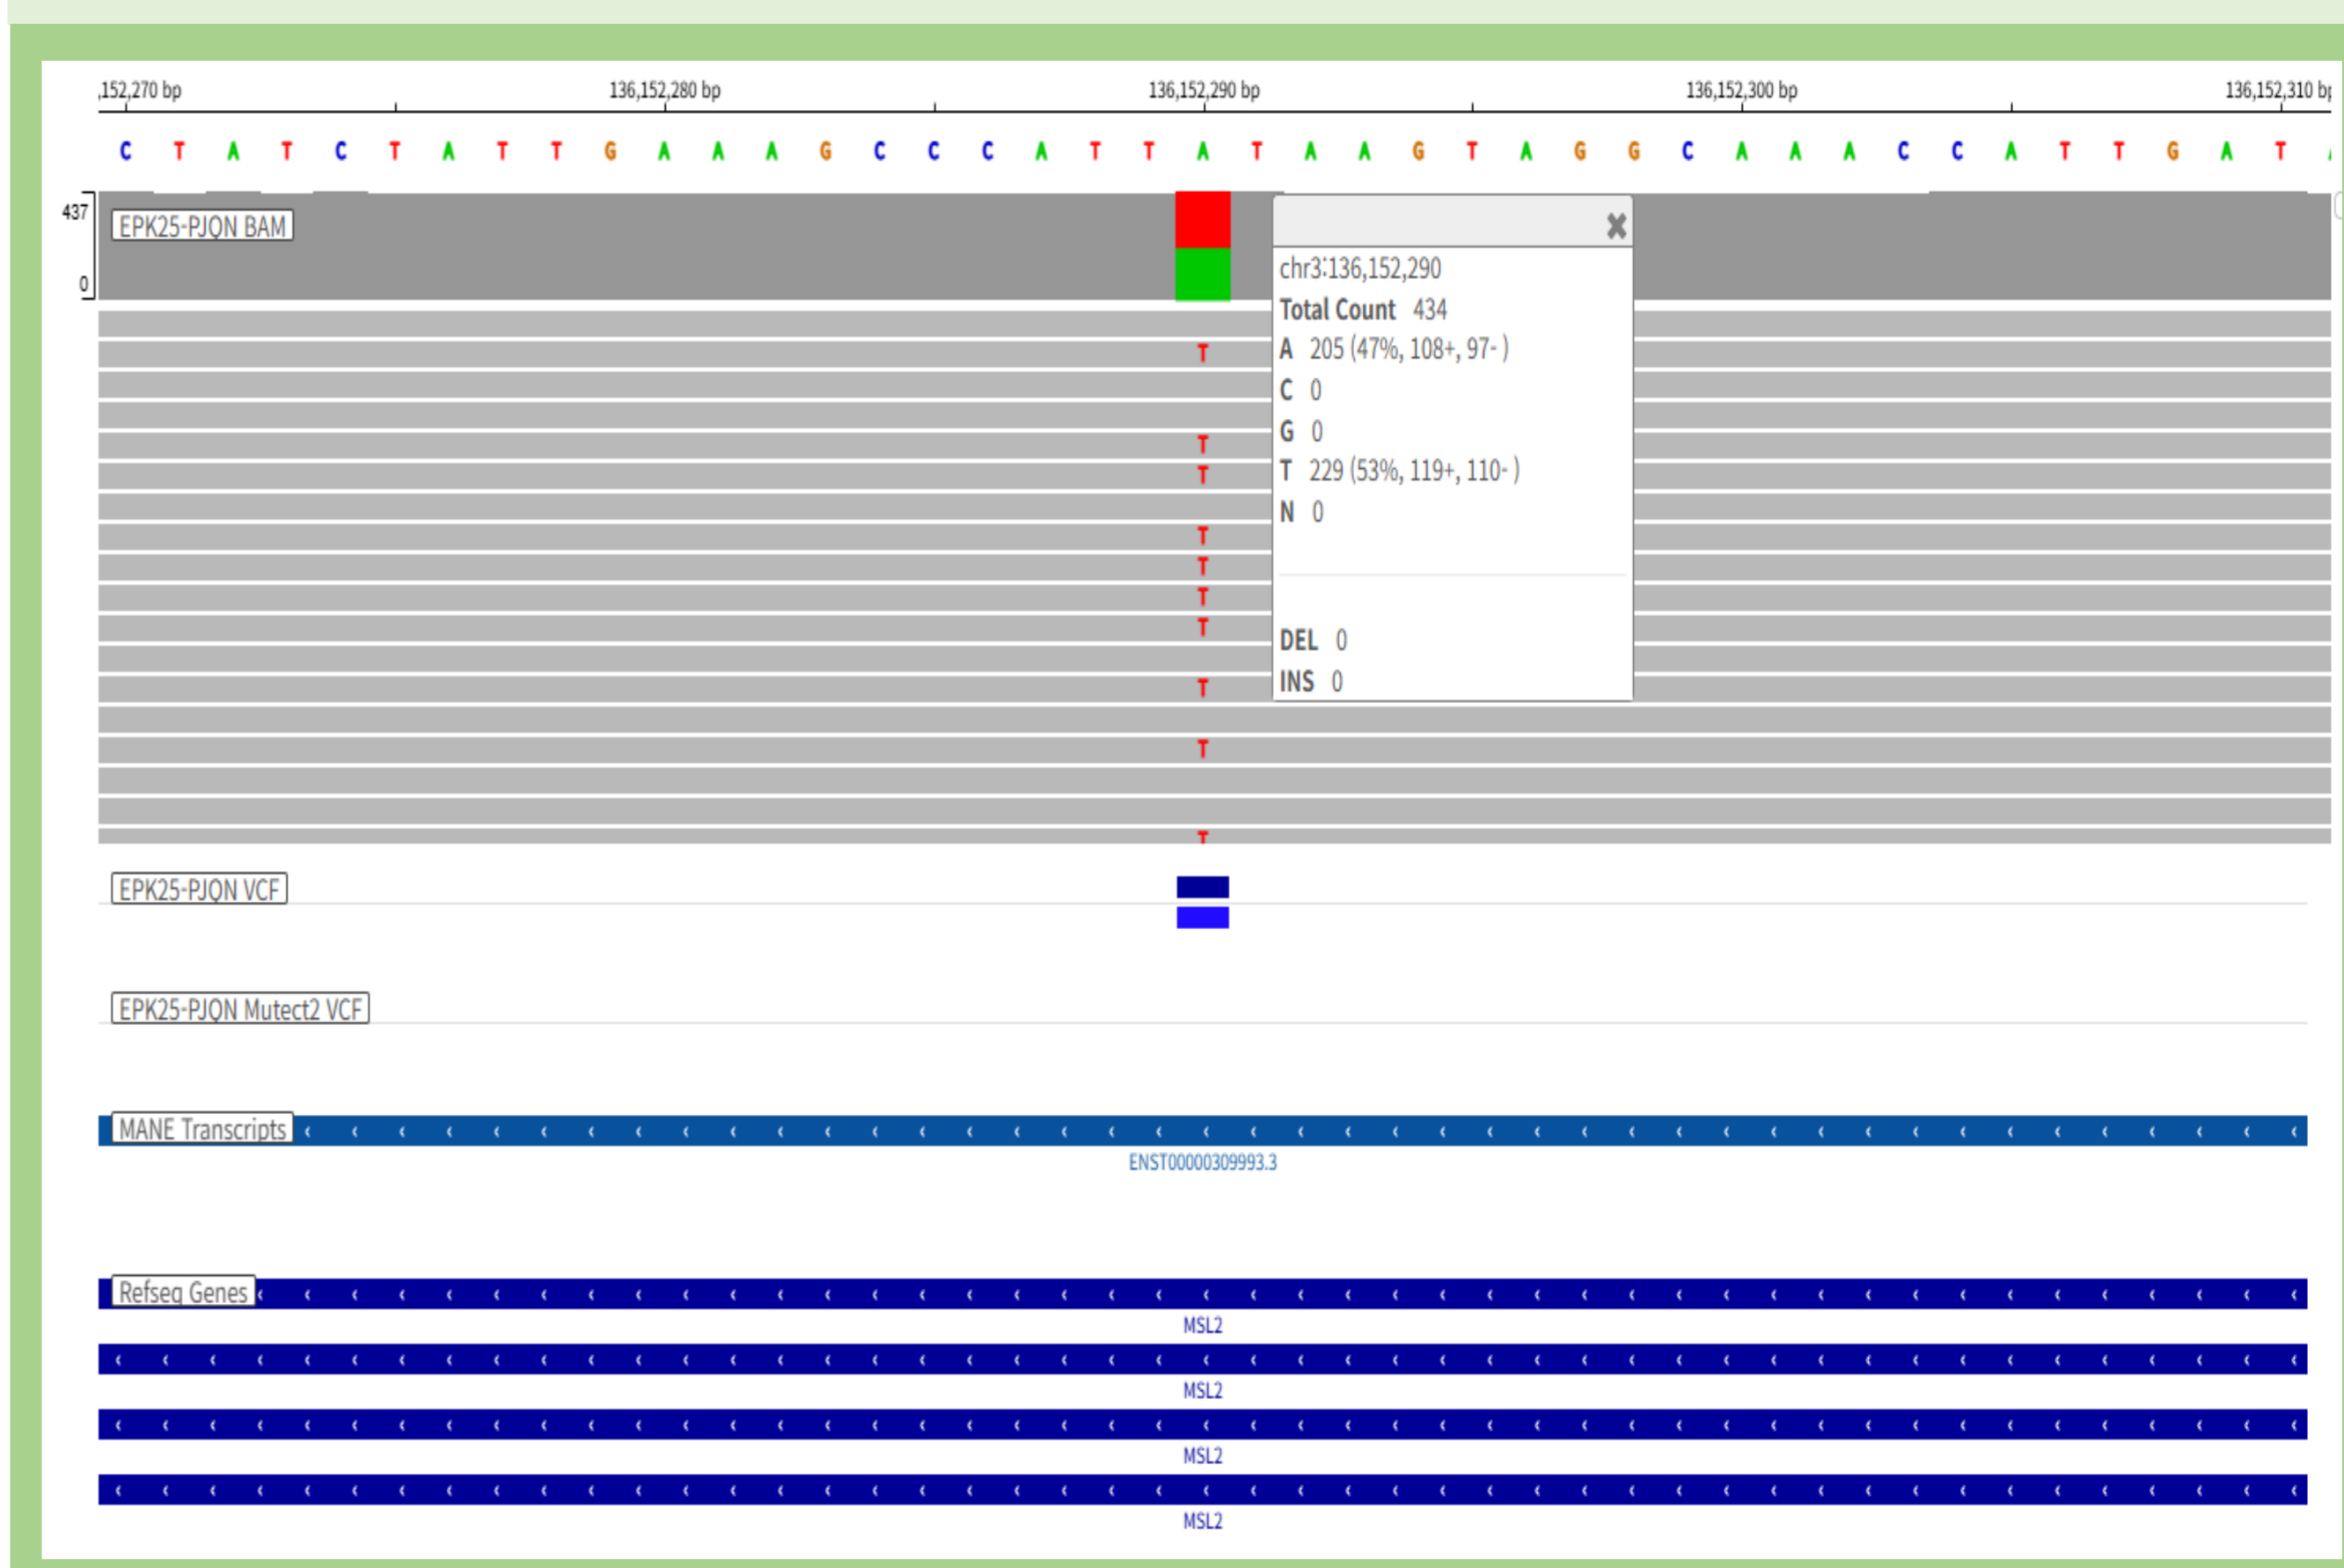 ,152,270 bp 136,152,280 bp 136,152,290 bp 136,152,300 bp 136,152,310 bp
C T A T C T A T T G A A A G C C C A T T A T A A G T A G G C A A A C C A T T G A T
437
EPK25-PJQN BAM
0
chr3:136,152,290
Total Count 434
A 205 (47%, 108+, 97- )
C 0
G 0
T 229 (53%, 119+, 110- )
N 0
DEL 0
INS 0
T
T
T
T
T
T
T
T
T
T
EPK25-PJQN VCF
EPK25-PJQN Mutect2 VCF
MANE Transcripts
ENST00000309993.3
Refseq Genes
MSL2
MSL2
MSL2
MSL2